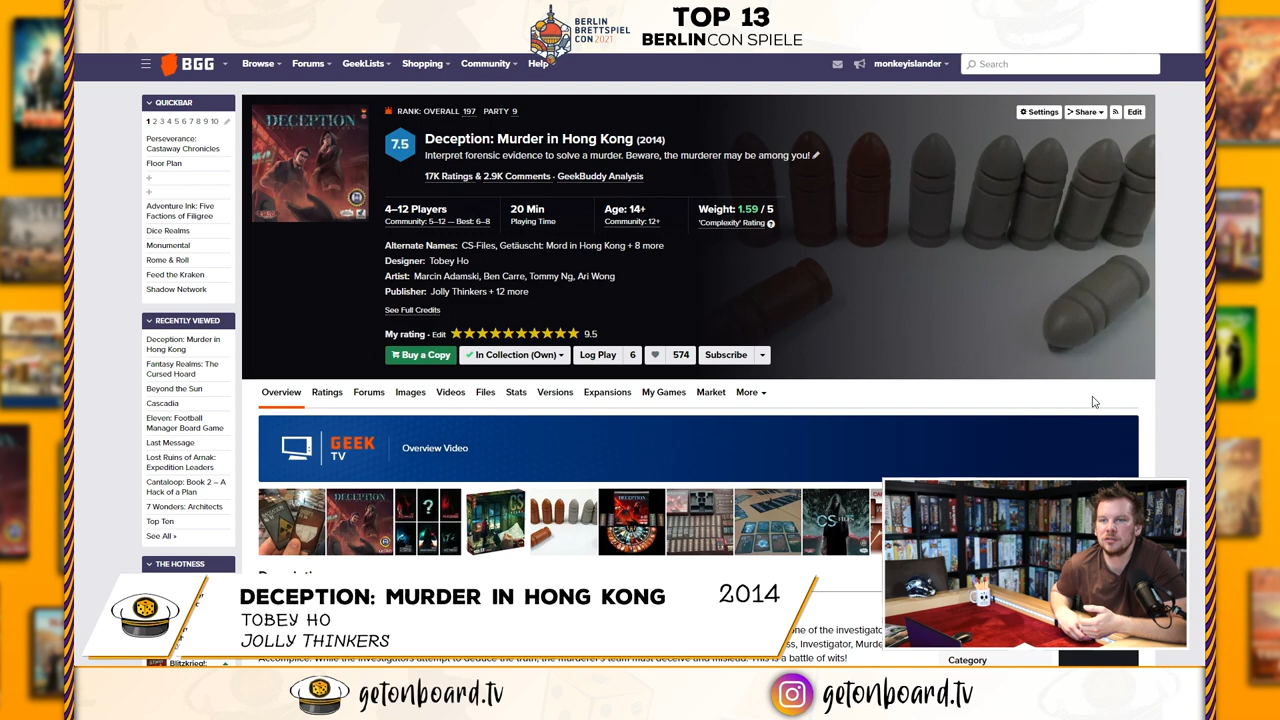 BERLIN
BRETTSPIEL
CON 2021
TOP 13
BERLINCON SPIELE
BGG
Browse Forums GeekLists Shopping Community Help
monkeyislander
Search
QUICKBAR
1 2 3 4 5 6 7 8 9 10
Perseverance:
Castaway Chronicles
Floor Plan
Adventure Ink: Five
Factions of Filigree
Dice Realms
Monumental
Rome & Roll
Feed the Kraken
Shadow Network
RECENTLY VIEWED
Deception: Murder in
Hong Kong
Fantasy Realms: The
Cursed Hoard
Beyond the Sun
Cascadia
Eleven: Football
Manager Board Game
Last Message
Lost Ruins of Arnak:
Expedition Leaders
Cantaloop: Book 2 – A
Hack of a Plan
7 Wonders: Architects
Top Ten
See All »
THE HOTNESS
Blitzkrieg!:
DECEPTION
RANK: OVERALL 197 PARTY 9
Settings Share Edit
7.5
Deception: Murder in Hong Kong (2014)
Interpret forensic evidence to solve a murder. Beware, the murderer may be among you!
17K Ratings & 2.9K Comments · GeekBuddy Analysis
4–12 Players
Community: 5–12 — Best: 6–8
20 Min
Playing Time
Age: 14+
Community: 12+
Weight: 1.59 / 5
'Complexity' Rating
Alternate Names: CS-Files, Getäuscht: Mord in Hong Kong + 8 more
Designer: Tobey Ho
Artist: Marcin Adamski, Ben Carre, Tommy Ng, Ari Wong
Publisher: Jolly Thinkers + 12 more
See Full Credits
My rating · Edit 9.5
Buy a Copy In Collection (Own) Log Play 6 574 Subscribe
Overview Ratings Forums Images Videos Files Stats Versions Expansions My Games Market More
GEEK
TV
Overview Video
DECEPTION
CS
DECEPTION
one of the investigato
ss, Investigator, Murde
Category
DECEPTION: MURDER IN HONG KONG
2014
TOBEY HO
JOLLY THINKERS
getonboard.tv
getonboard.tv